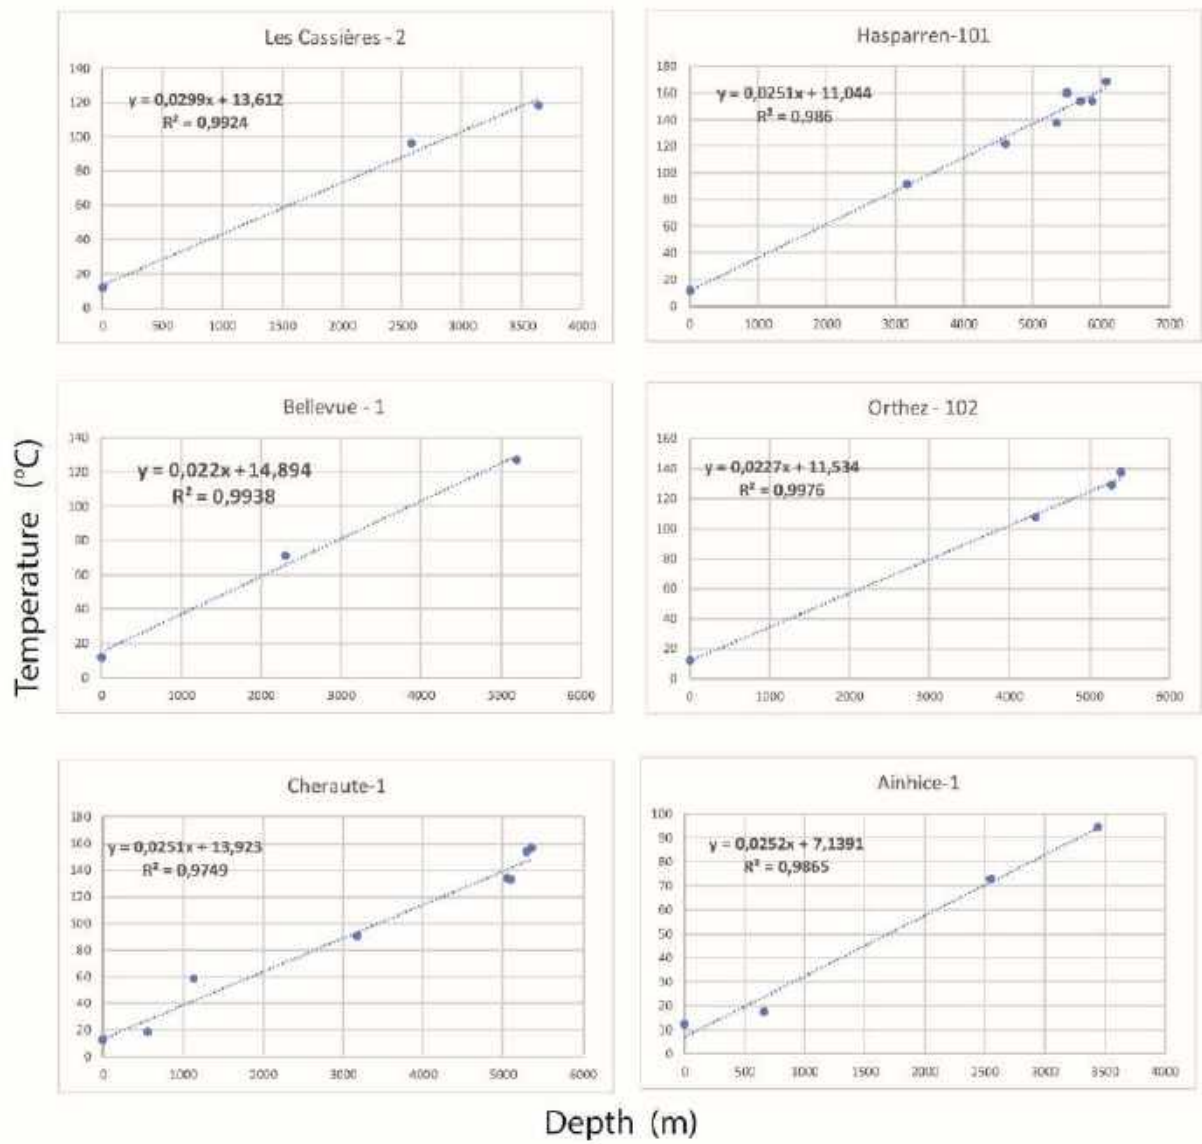 Les Cassières - 2
y = 0,0299x + 13,612
R² = 0,9924
140
120
100
80
60
40
20
0
0 500 1000 1500 2000 2500 3000 3500 4000
Hasparren-101
y = 0,0251x + 11,044
R² = 0,986
180
160
140
120
100
80
60
40
20
0
0 1000 2000 3000 4000 5000 6000 7000
Bellevue - 1
y = 0,022x + 14,894
R² = 0,9938
140
120
100
80
60
40
20
0
0 1000 2000 3000 4000 5000 6000
Orthez - 102
y = 0,0227x + 11,534
R² = 0,9976
160
140
120
100
80
60
40
20
0
0 1000 2000 3000 4000 5000 6000
Temperature (°C)
Cheraute-1
y = 0,0251x + 13,923
R² = 0,9749
180
160
140
120
100
80
60
40
20
0
0 1000 2000 3000 4000 5000 6000
Ainhice-1
y = 0,0252x + 7,1391
R² = 0,9865
100
90
80
70
60
50
40
30
20
10
0
0 500 1000 1500 2000 2500 3000 3500 4000
Depth (m)